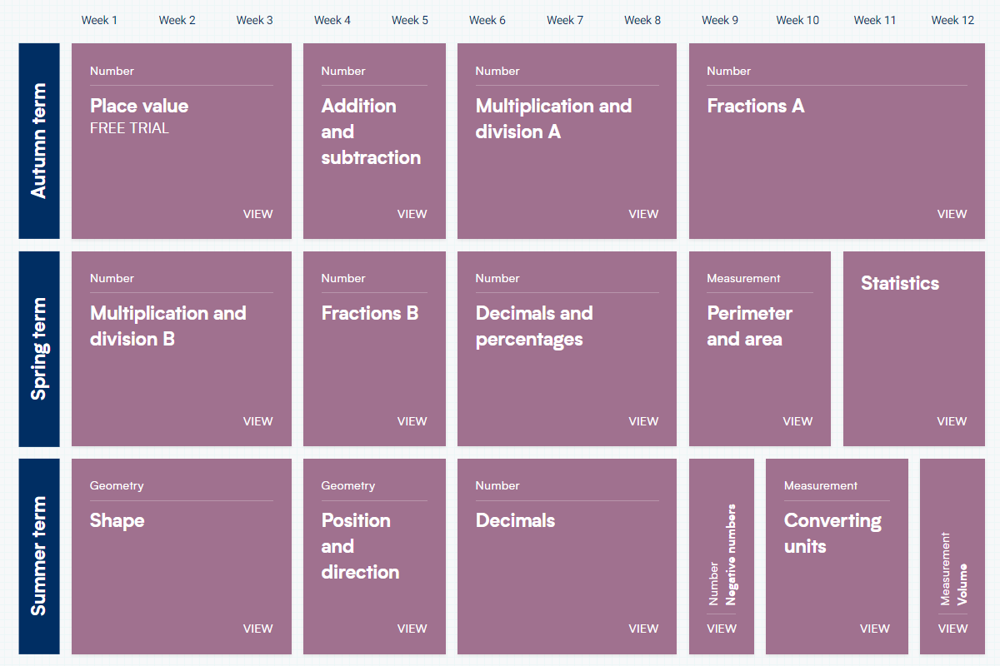 Week 1 Week 2 Week 3 Week 4 Week 5 Week 6 Week 7 Week 8 Week 9 Week 10 Week 11 Week 12
Autumn term
Number
Place value
FREE TRIAL
VIEW
Number
Addition
and
subtraction
VIEW
Number
Multiplication and
division A
VIEW
Number
Fractions A
VIEW
Spring term
Number
Multiplication and
division B
VIEW
Number
Fractions B
VIEW
Number
Decimals and
percentages
VIEW
Measurement
Perimeter
and area
VIEW
Statistics
VIEW
Summer term
Geometry
Shape
VIEW
Geometry
Position
and
direction
VIEW
Number
Decimals
VIEW
Number
Negative numbers
VIEW
Measurement
Converting
units
VIEW
Measurement
Volume
VIEW